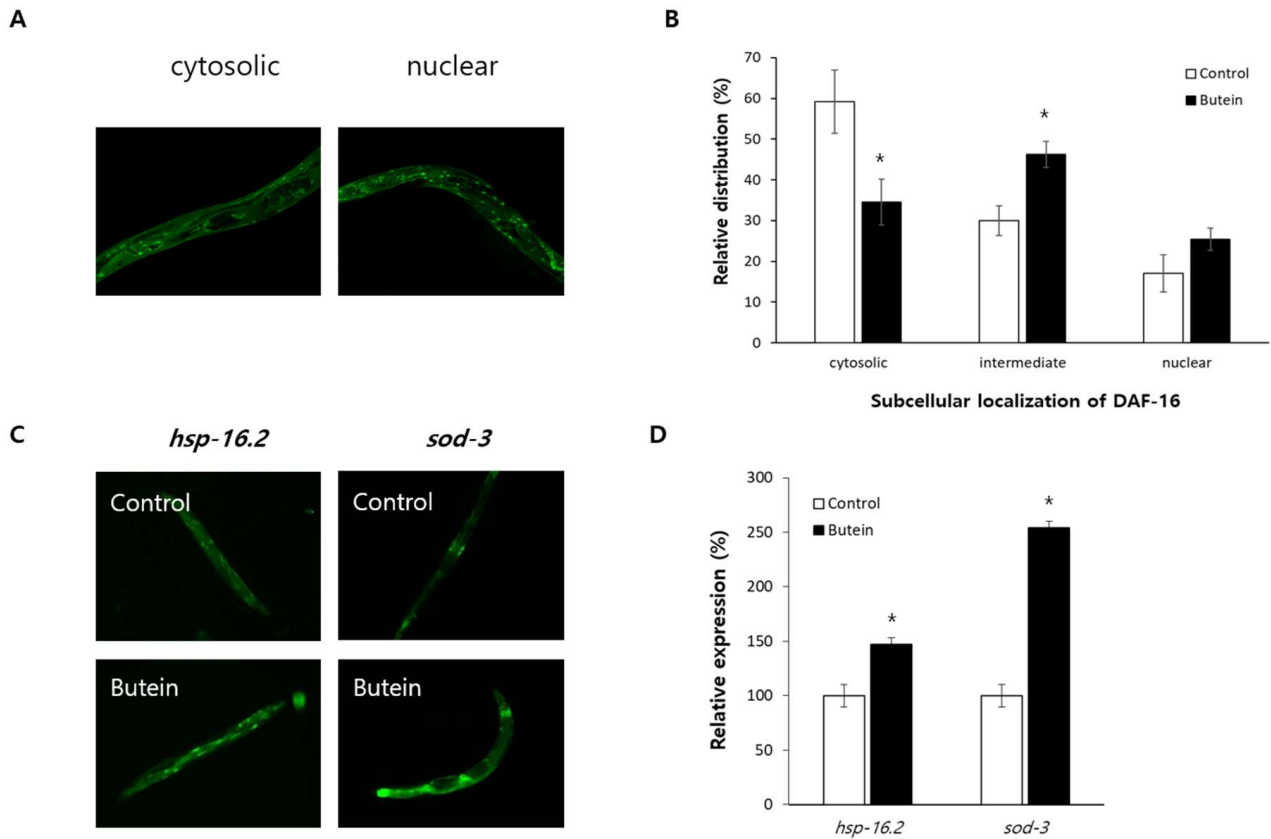 A
cytosolic
nuclear
B
Relative distribution (%)
70
60
50
40
30
20
10
0
Control
Butein
*
*
cytosolic
intermediate
nuclear
Subcellular localization of DAF-16
C
hsp-16.2
sod-3
Control
Control
Butein
Butein
D
Relative expression (%)
300
250
200
150
100
50
0
Control
Butein
*
*
hsp-16.2
sod-3